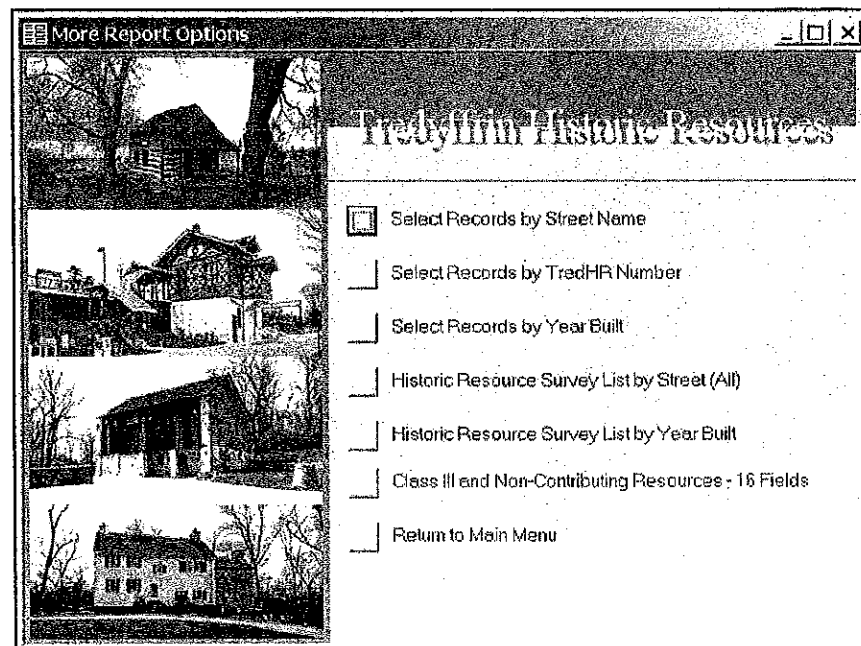 More Report Options
Tredyffrin Historic Resources
Select Records by Street Name
Select Records by TredHR Number
Select Records by Year Built
Historic Resource Survey List by Street (All)
Historic Resource Survey List by Year Built
Class III and Non-Contributing Resources - 16 Fields
Return to Main Menu